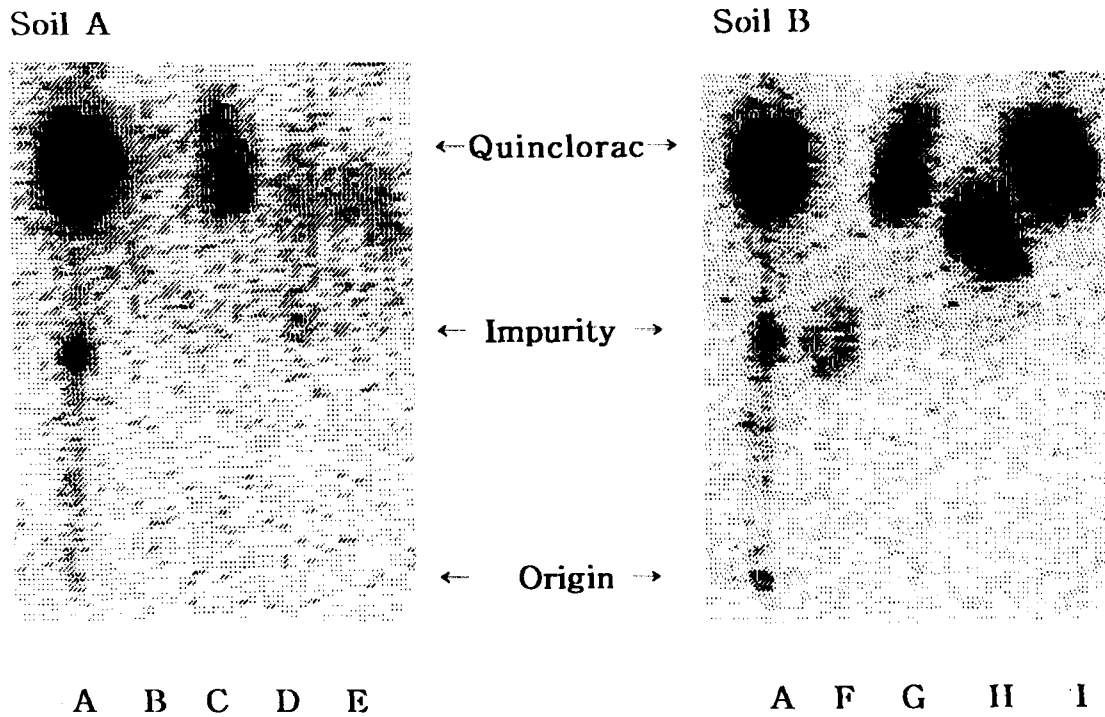 Soil A
Soil B
←Quinclorac→
← Impurity →
← Origin →
A B C D E
A F G H I